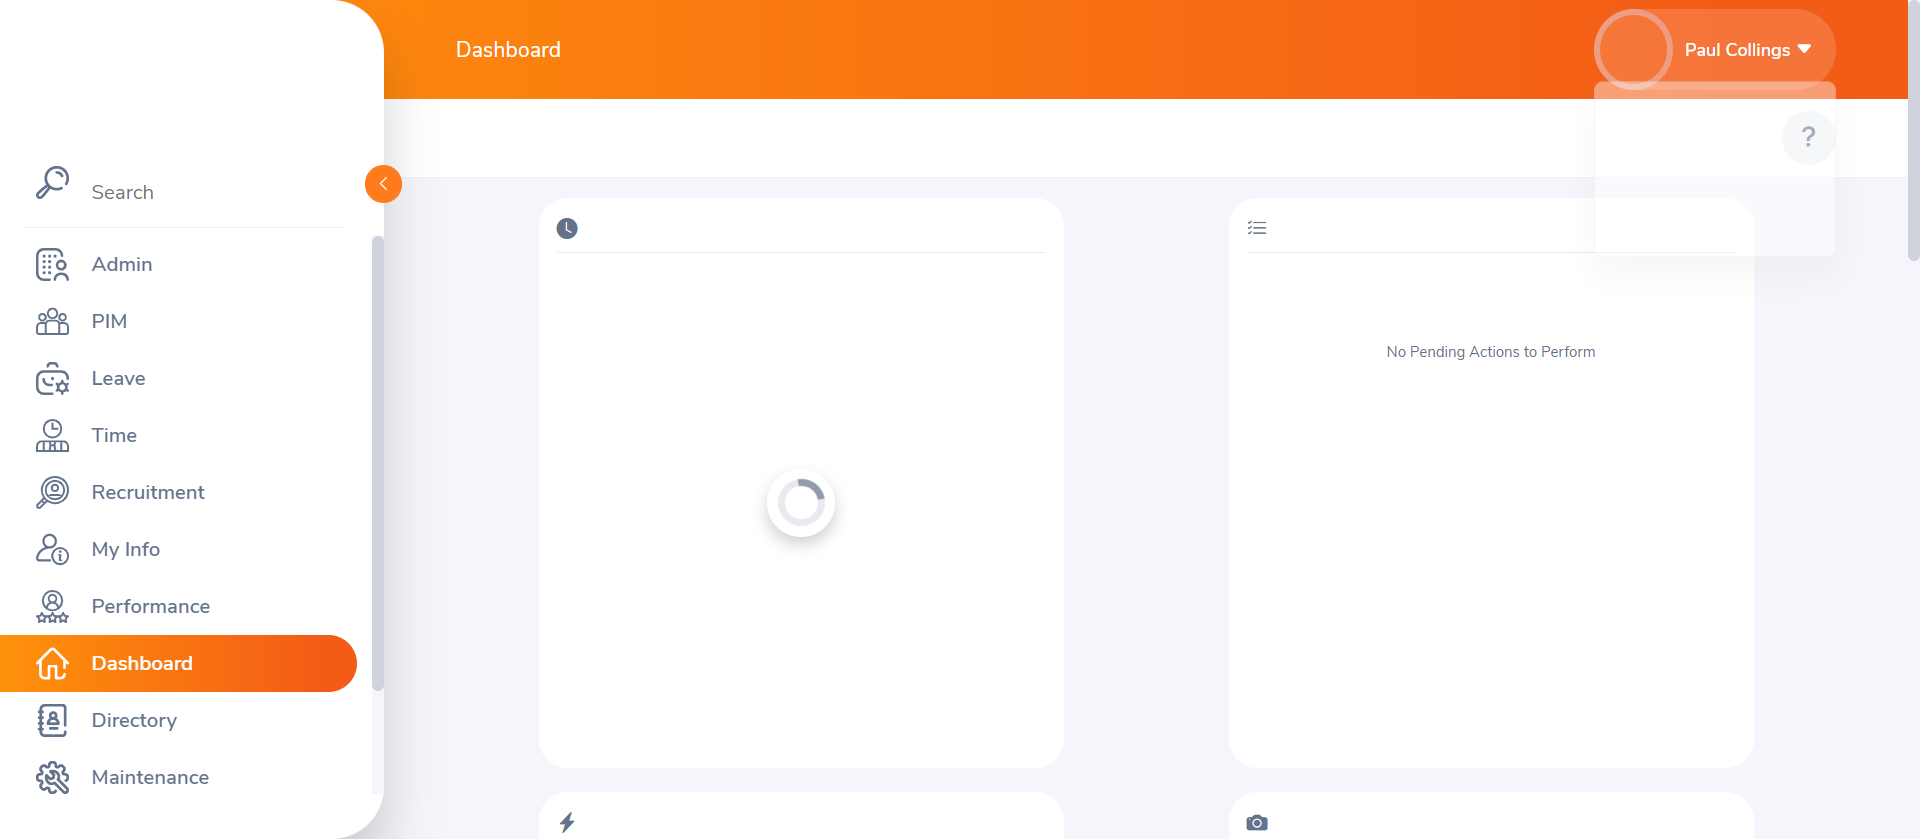 Dashboard
Paul Collings
?
Search
Admin
PIM
Leave
Time
Recruitment
My Info
Performance
Dashboard
Directory
Maintenance
No Pending Actions to Perform